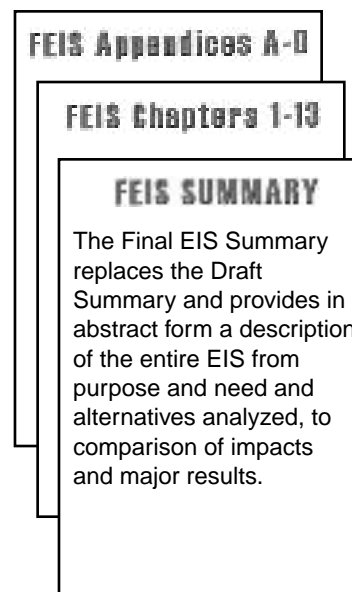 FEIS Appendices A-O
FEIS Chapters 1-13
FEIS SUMMARY
The Final EIS Summary
replaces the Draft
Summary and provides in
abstract form a description
of the entire EIS from
purpose and need and
alternatives analyzed, to
comparison of impacts
and major results.